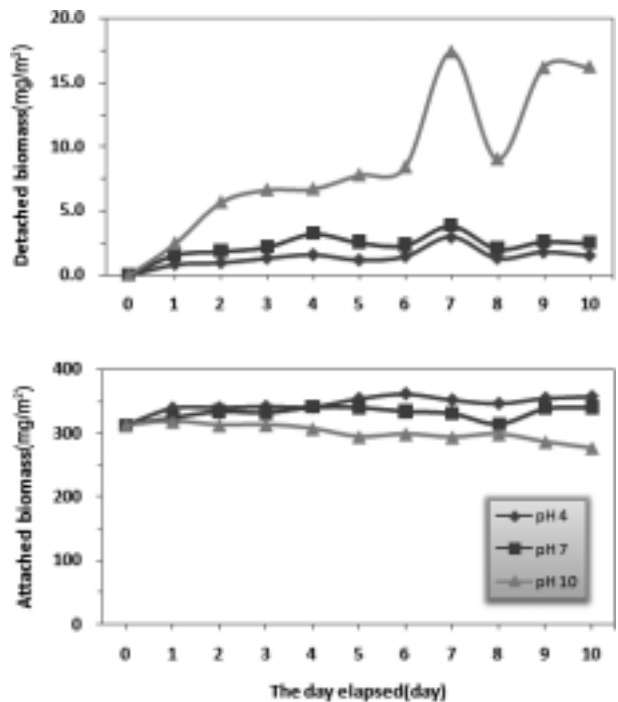 Detached biomass(mg/m²)
20.0
15.0
10.0
5.0
0.0
0 1 2 3 4 5 6 7 8 9 10
Attached biomass(mg/m²)
400
300
200
100
0
pH 4
pH 7
pH 10
0 1 2 3 4 5 6 7 8 9 10
The day elapsed(day)